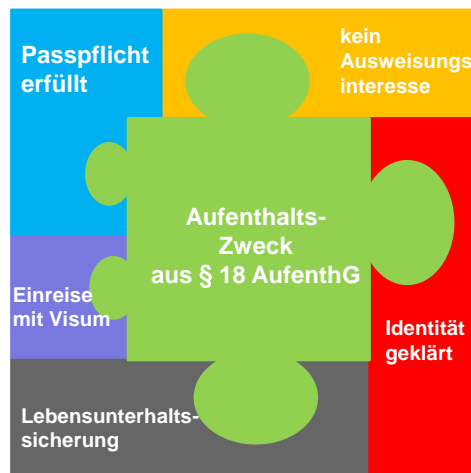 Passpflicht
erfüllt
kein
Ausweisungs
interesse
Aufenthalts-
Zweck
aus § 18 AufenthG
Einreise
mit Visum
Identität
geklärt
Lebensunterhalts-
sicherung